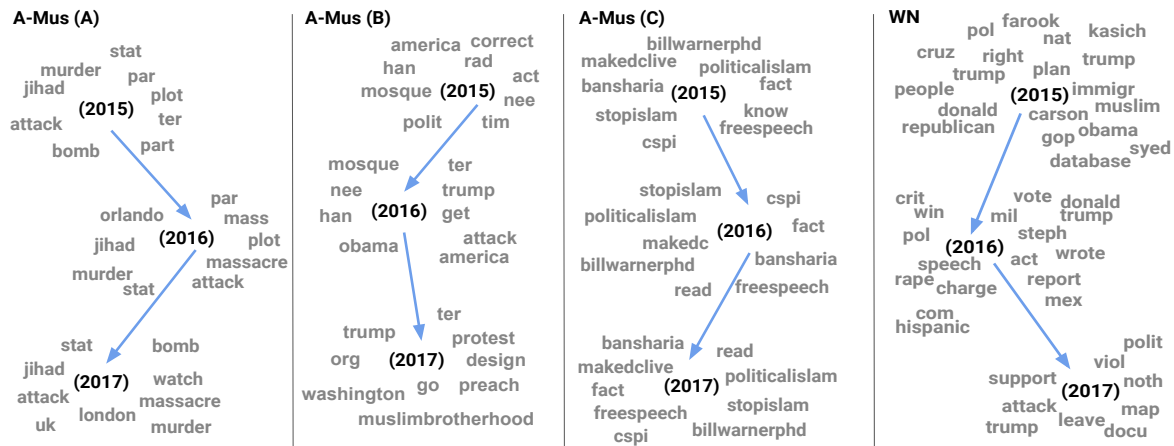 A-Mus (A)
stat
murder
par
jihad
plot
(2015)
ter
attack
part
bomb
par
orlando
mass
(2016)
plot
jihad
massacre
murder
attack
stat
stat
bomb
jihad
(2017)
watch
attack
massacre
london
uk
murder
A-Mus (B)
america
correct
rad
han
act
mosque
(2015)
nee
polit
tim
mosque
ter
nee
trump
han
(2016)
get
obama
attack
america
ter
trump
protest
org
(2017)
design
go
preach
washington
muslimbrotherhood
A-Mus (C)
billwarnerphd
makedclive
politicalislam
bansharia
fact
(2015)
stopislam
know
freespeech
cspi
stopislam
cspi
politicalislam
fact
(2016)
makedc
bansharia
billwarnerphd
read
freespeech
bansharia
read
makedclive
politicalislam
(2017)
fact
stopislam
freespeech
billwarnerphd
cspi
WN
farook
pol
kasich
nat
cruz
right
trump
trump
plan
people
(2015)
immigr
donald
muslim
carson
republican
obama
gop
syed
database
crit
vote
donald
win
mil
trump
pol
steph
(2016)
act
wrote
speech
rape
report
charge
mex
com
hispanic
polit
viol
support
noth
(2017)
attack
map
leave
trump
docu